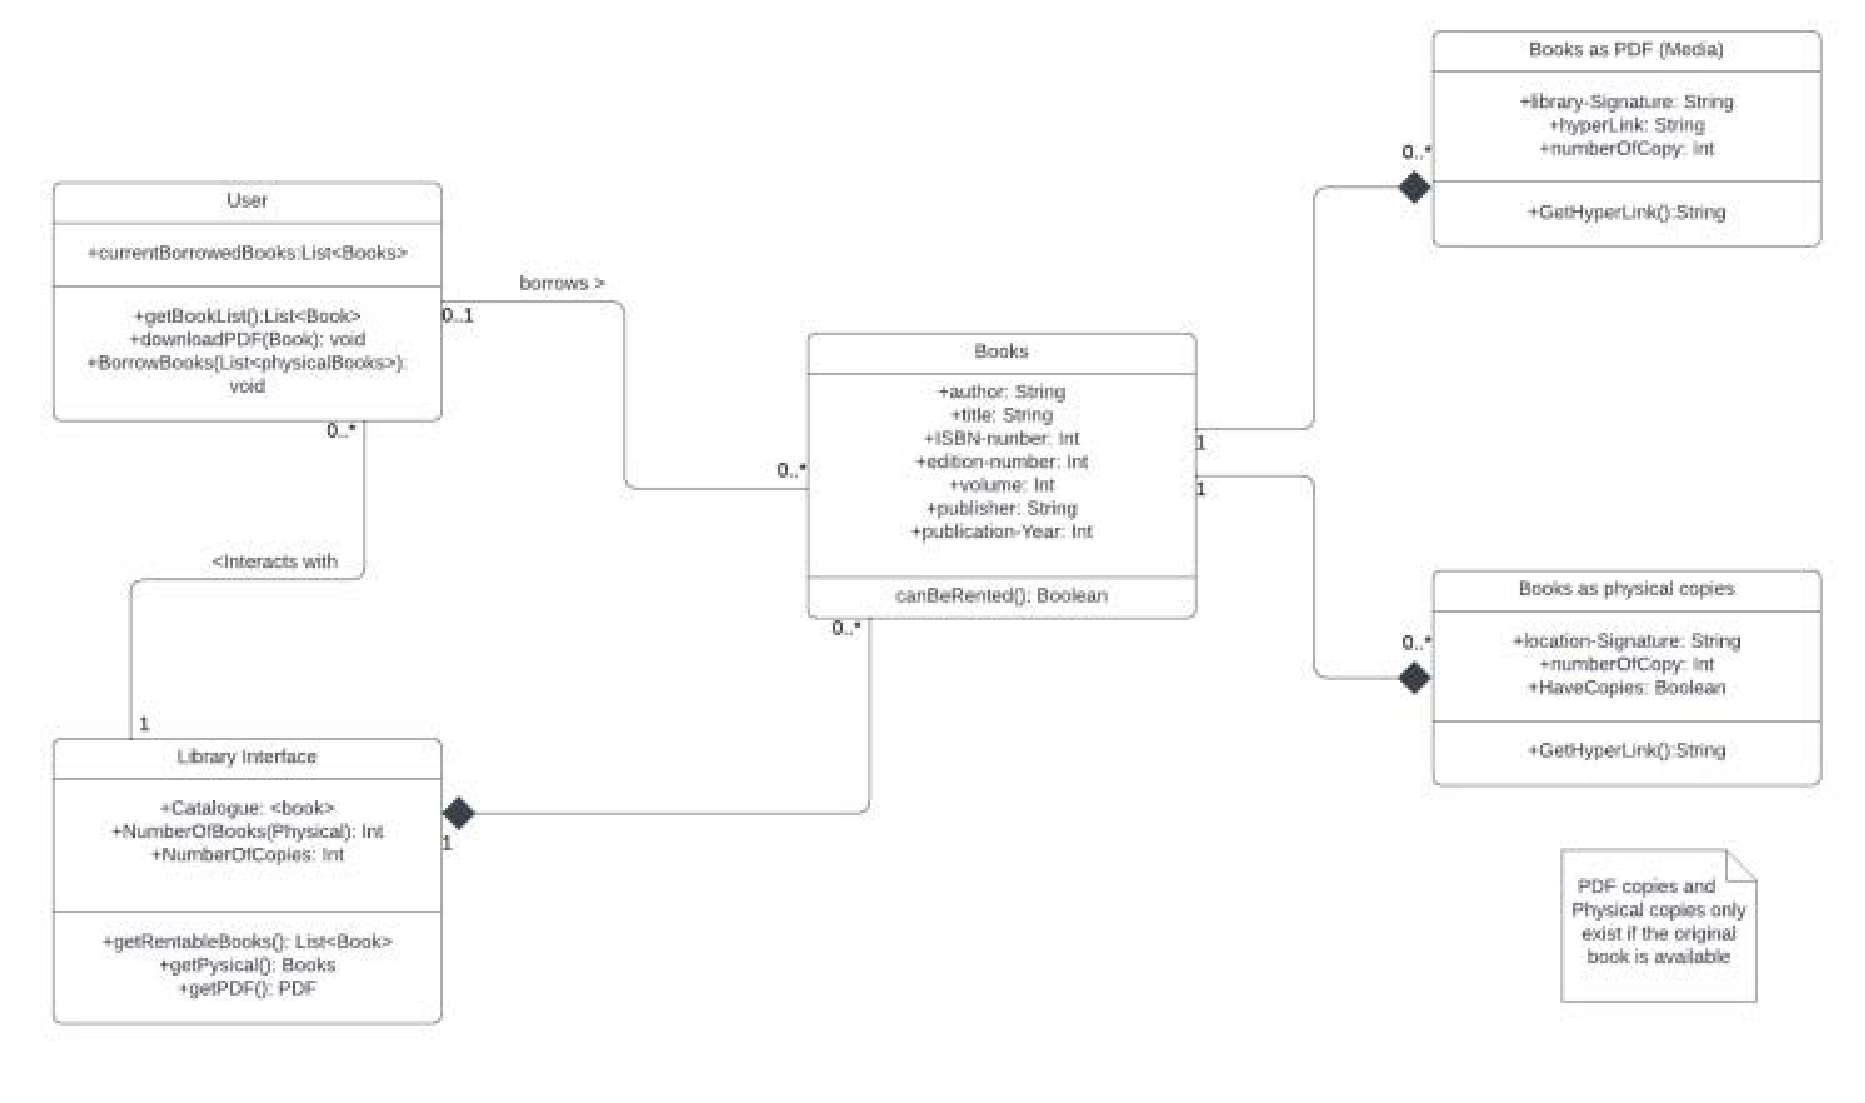 Books as PDF (Media)
+library-Signature: String
+hyperLink: String
+numberOfCopy: Int
+GetHyperLink():String
0..*
User
+currentBorrowedBooks:List<Books>
+getBookList():List<Book>
+downloadPDF(Book): void
+BorrowBooks(List<physicalBooks>):
void
borrows >
0..1
0..*
0..*
<Interacts with
1
Books
+author: String
+title: String
+ISBN-nunber: Int
+edition-number: Int
+volume: Int
+publisher: String
+publication-Year: Int
canBeRented(): Boolean
1
1
0..*
Books as physical copies
+location-Signature: String
+numberOfCopy: Int
+HaveCopies: Boolean
+GetHyperLink():String
0..*
Library Interface
+Catalogue: <book>
+NumberOfBooks(Physical): Int
+NumberOfCopies: Int
+getRentableBooks(): List<Book>
+getPysical(): Books
+getPDF(): PDF
1
PDF copies and
Physical copies only
exist if the original
book is available